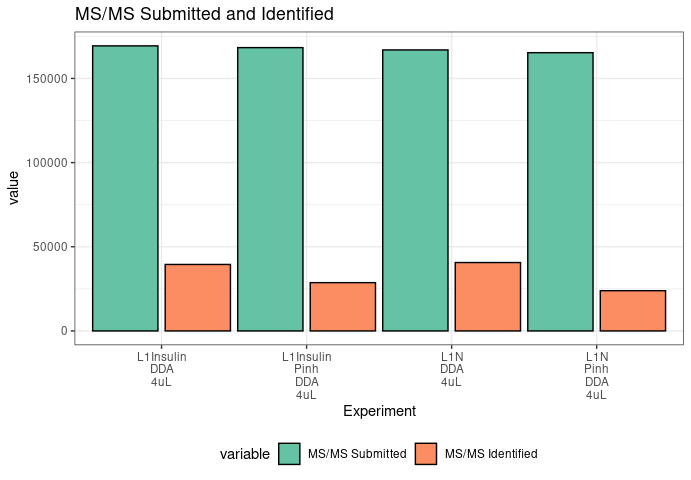 MS/MS Submitted and Identified
value
150000
100000
50000
0
L1Insulin
DDA
4uL
L1Insulin
Pinh
DDA
4uL
L1N
DDA
4uL
L1N
Pinh
DDA
4uL
Experiment
variable MS/MS Submitted MS/MS Identified